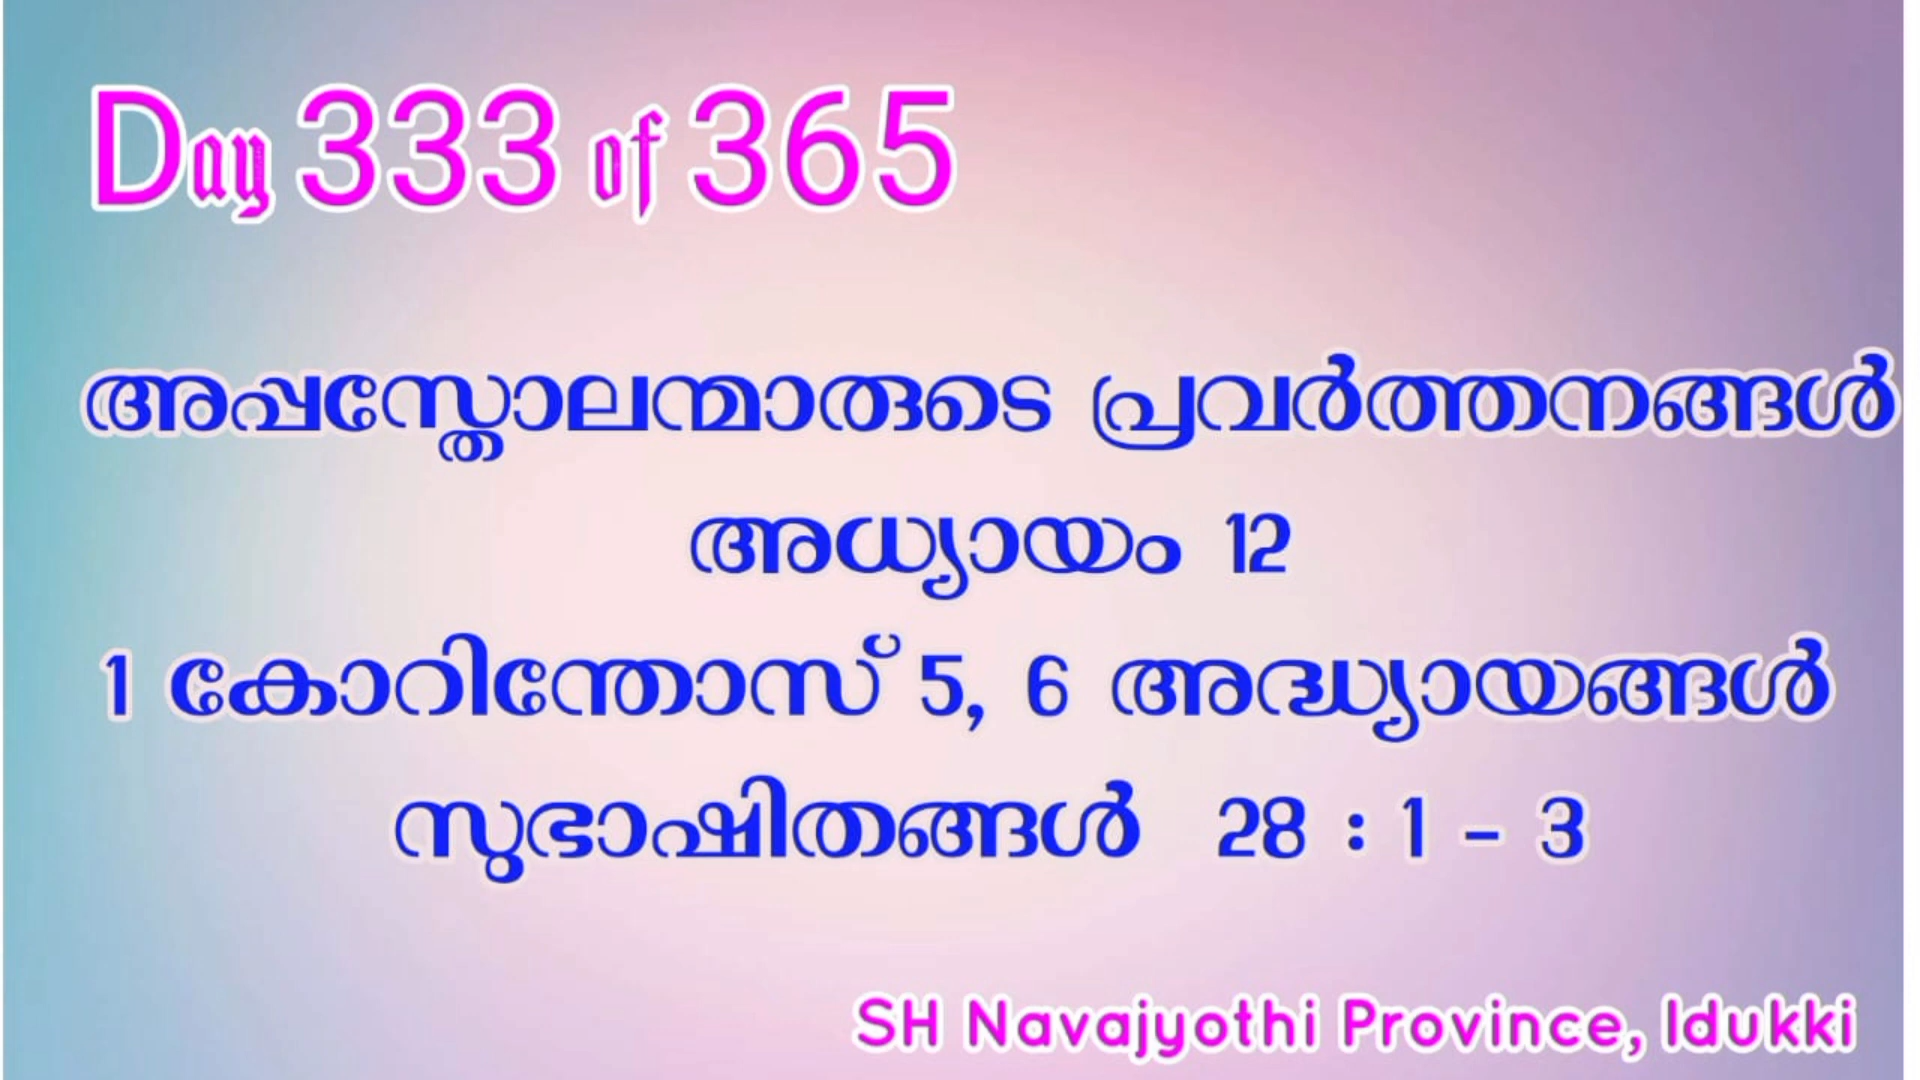 Day 333 of 365
അപ്പസ്തോലന്മാരുടെ പ്രവർത്തനങ്ങൾ
അധ്യായം 12
1 കോറിന്തോസ് 5, 6 അദ്ധ്യായങ്ങൾ
സുഭാഷിതങ്ങൾ 28 : 1 - 3
SH Navajyothi Province, Idukki